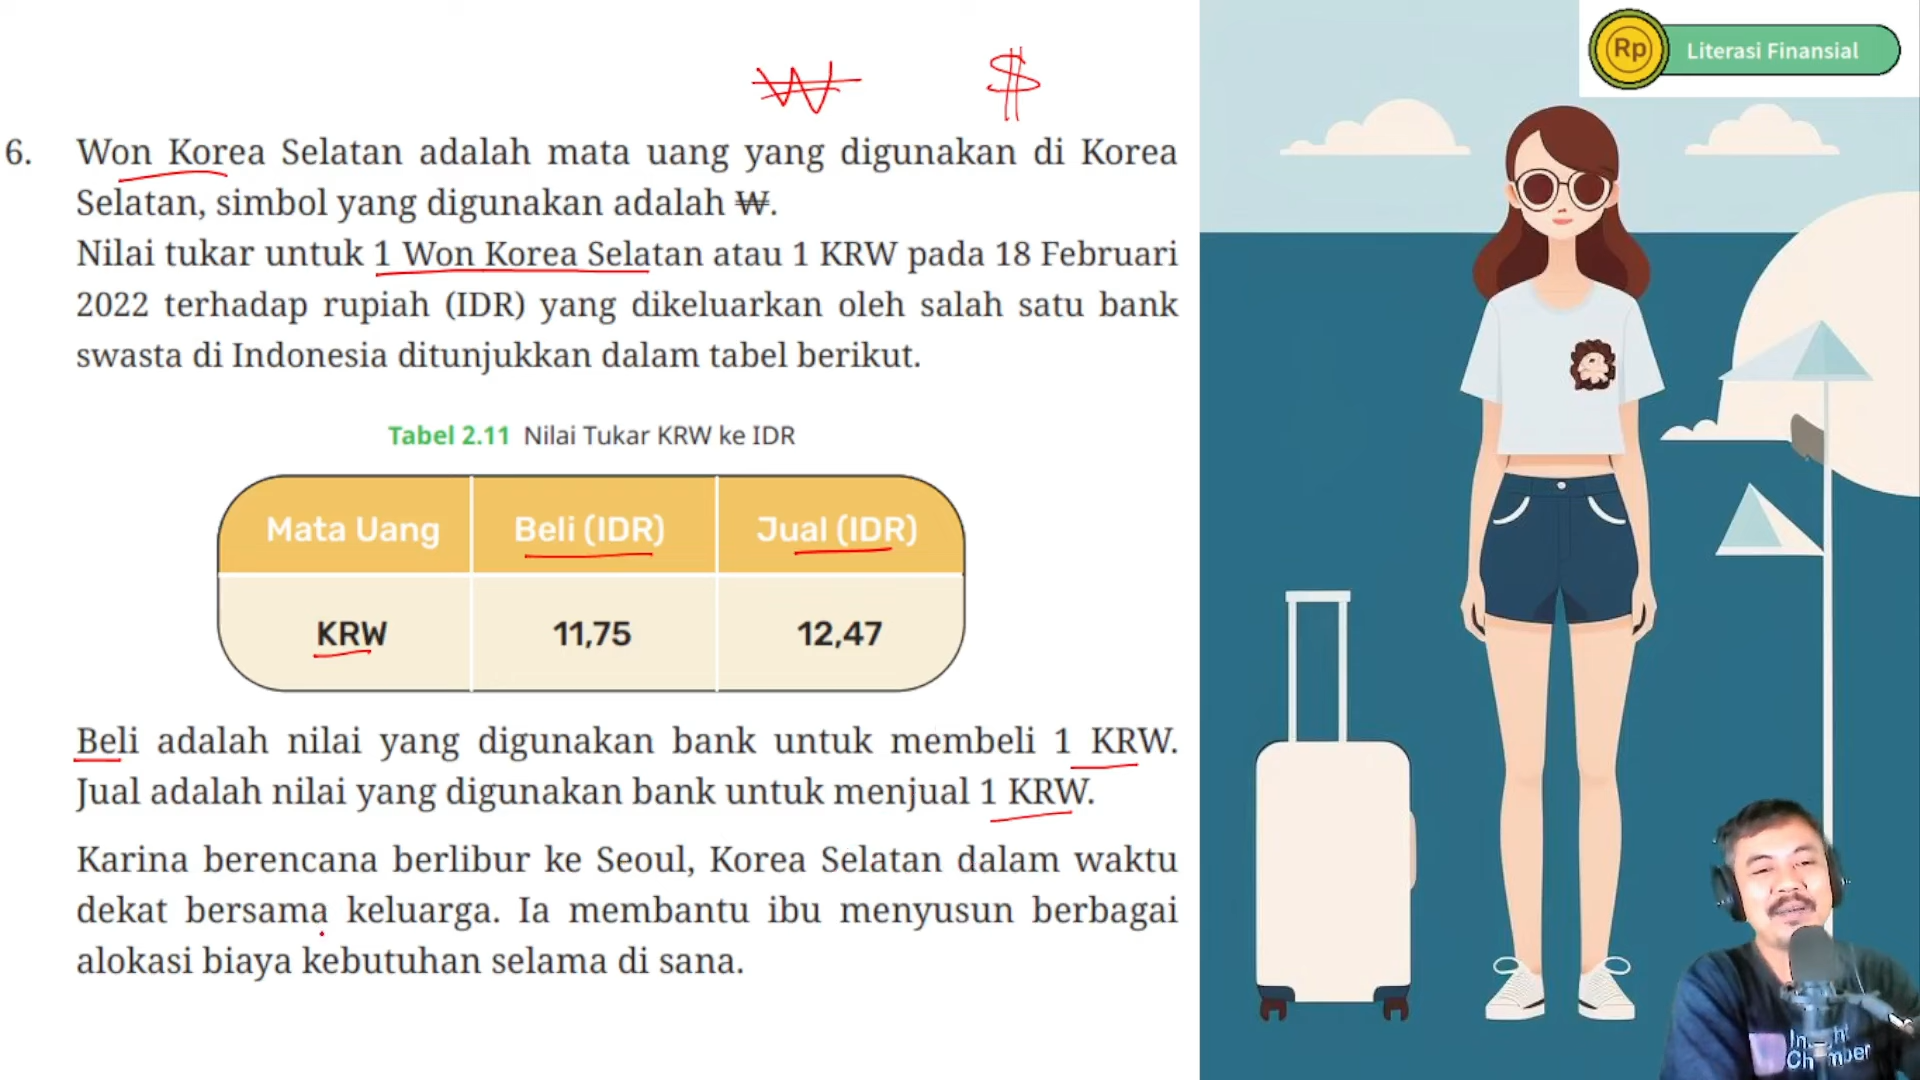 Rp Literasi Finansial
₩ $
6. Won Korea Selatan adalah mata uang yang digunakan di Korea
Selatan, simbol yang digunakan adalah ₩.
Nilai tukar untuk 1 Won Korea Selatan atau 1 KRW pada 18 Februari
2022 terhadap rupiah (IDR) yang dikeluarkan oleh salah satu bank
swasta di Indonesia ditunjukkan dalam tabel berikut.
Tabel 2.11 Nilai Tukar KRW ke IDR
Mata Uang Beli (IDR) Jual (IDR)
KRW 11,75 12,47
Beli adalah nilai yang digunakan bank untuk membeli 1 KRW.
Jual adalah nilai yang digunakan bank untuk menjual 1 KRW.
Karina berencana berlibur ke Seoul, Korea Selatan dalam waktu
dekat bersama keluarga. Ia membantu ibu menyusun berbagai
alokasi biaya kebutuhan selama di sana.